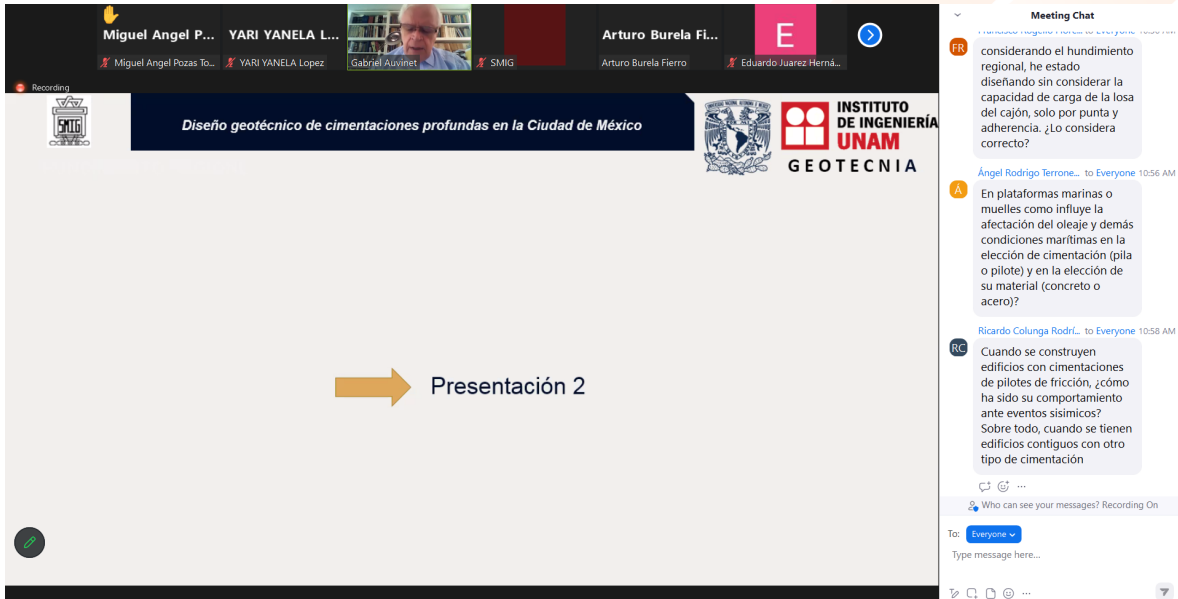 Miguel Angel P...
YARI YANELA L...
Arturo Burela Fi...
E
Miguel Angel Pozas To...
YARI YANELA Lopez
Gabriel Auvinet
SMIG
Arturo Burela Fierro
Eduardo Juarez Herná...
Recording
SMIG
Diseño geotécnico de cimentaciones profundas en la Ciudad de México
INSTITUTO
DE INGENIERÍA
UNAM
GEOTECNIA
Presentación 2
Meeting Chat
FR
considerando el hundimiento
regional, he estado
diseñando sin considerar la
capacidad de carga de la losa
del cajón, solo por punta y
adherencia. ¿Lo considera
correcto?
Ángel Rodrigo Terrone... to Everyone 10:56 AM
Á
En plataformas marinas o
muelles como influye la
afectación del oleaje y demás
condiciones marítimas en la
elección de cimentación (pila
o pilote) y en la elección de
su material (concreto o
acero)?
Ricardo Colunga Rodrí... to Everyone 10:58 AM
RC
Cuando se construyen
edificios con cimentaciones
de pilotes de fricción, ¿cómo
ha sido su comportamiento
ante eventos sisimicos?
Sobre todo, cuando se tienen
edificios contiguos con otro
tipo de cimentación
Who can see your messages? Recording On
To: Everyone
Type message here...